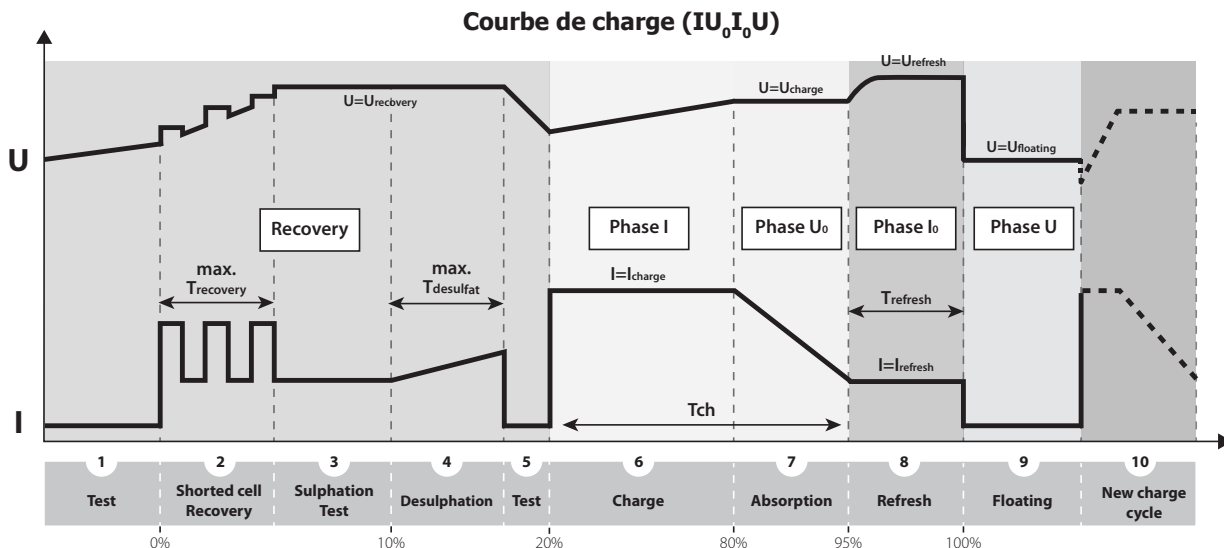 Courbe de charge (IU₀I₀U)
U=Urefresh
U=Ucharge
U=Urecovery
U=Ufloating
U
Recovery
Phase I
Phase U₀
Phase I₀
Phase U
max.
Trecovery
max.
Tdesulfat
I=Icharge
Trefresh
I=Irefresh
Tch
I
1 2 3 4 5 6 7 8 9 10
Test
Shorted cell
Recovery
Sulphation
Test
Desulphation
Test
Charge
Absorption
Refresh
Floating
New charge
cycle
0% 10% 20% 80% 95% 100%